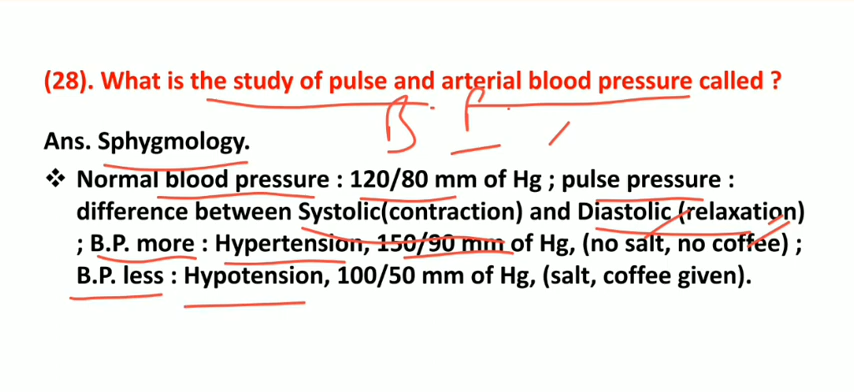 (28). What is the study of pulse and arterial blood pressure called ?
B. P.
Ans. Sphygmology.
❖ Normal blood pressure : 120/80 mm of Hg ; pulse pressure :
difference between Systolic(contraction) and Diastolic (relaxation)
; B.P. more : Hypertension, 150/90 mm of Hg, (no salt, no coffee) ;
B.P. less : Hypotension, 100/50 mm of Hg, (salt, coffee given).